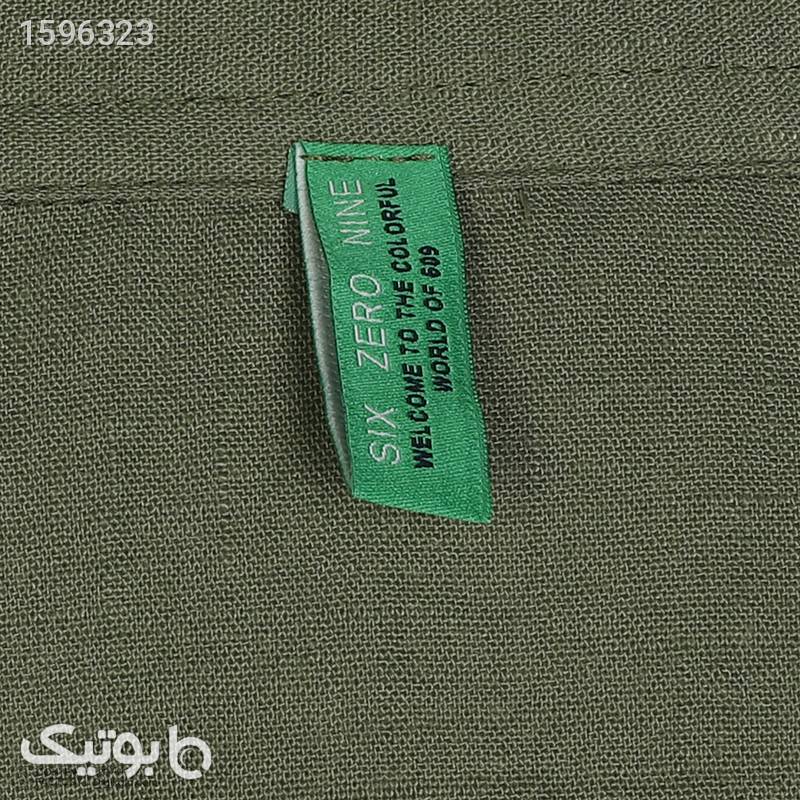 1596323
SIX ZERO NINE
WELCOME TO THE COLORFUL
WORLD OF 609
بوتیک